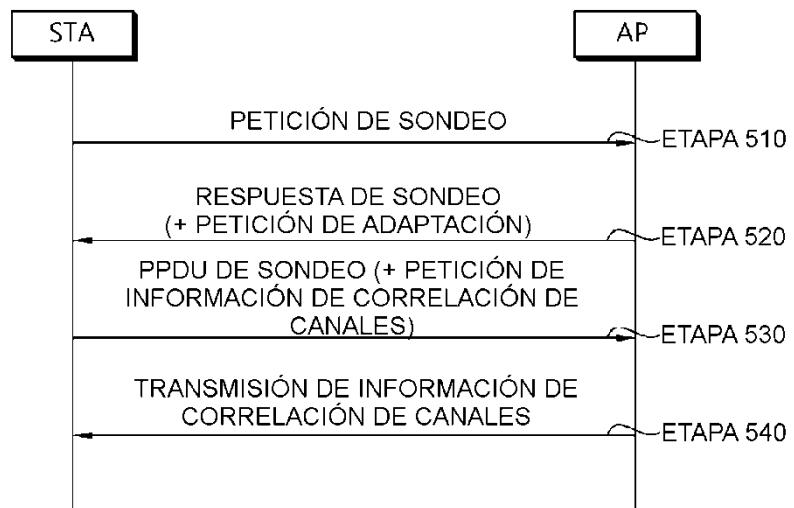 STA
AP
PETICIÓN DE SONDEO
ETAPA 510
RESPUESTA DE SONDEO
(+ PETICIÓN DE ADAPTACIÓN)
ETAPA 520
PPDU DE SONDEO (+ PETICIÓN DE
INFORMACIÓN DE CORRELACIÓN DE
CANALES)
ETAPA 530
TRANSMISIÓN DE INFORMACIÓN DE
CORRELACIÓN DE CANALES
ETAPA 540